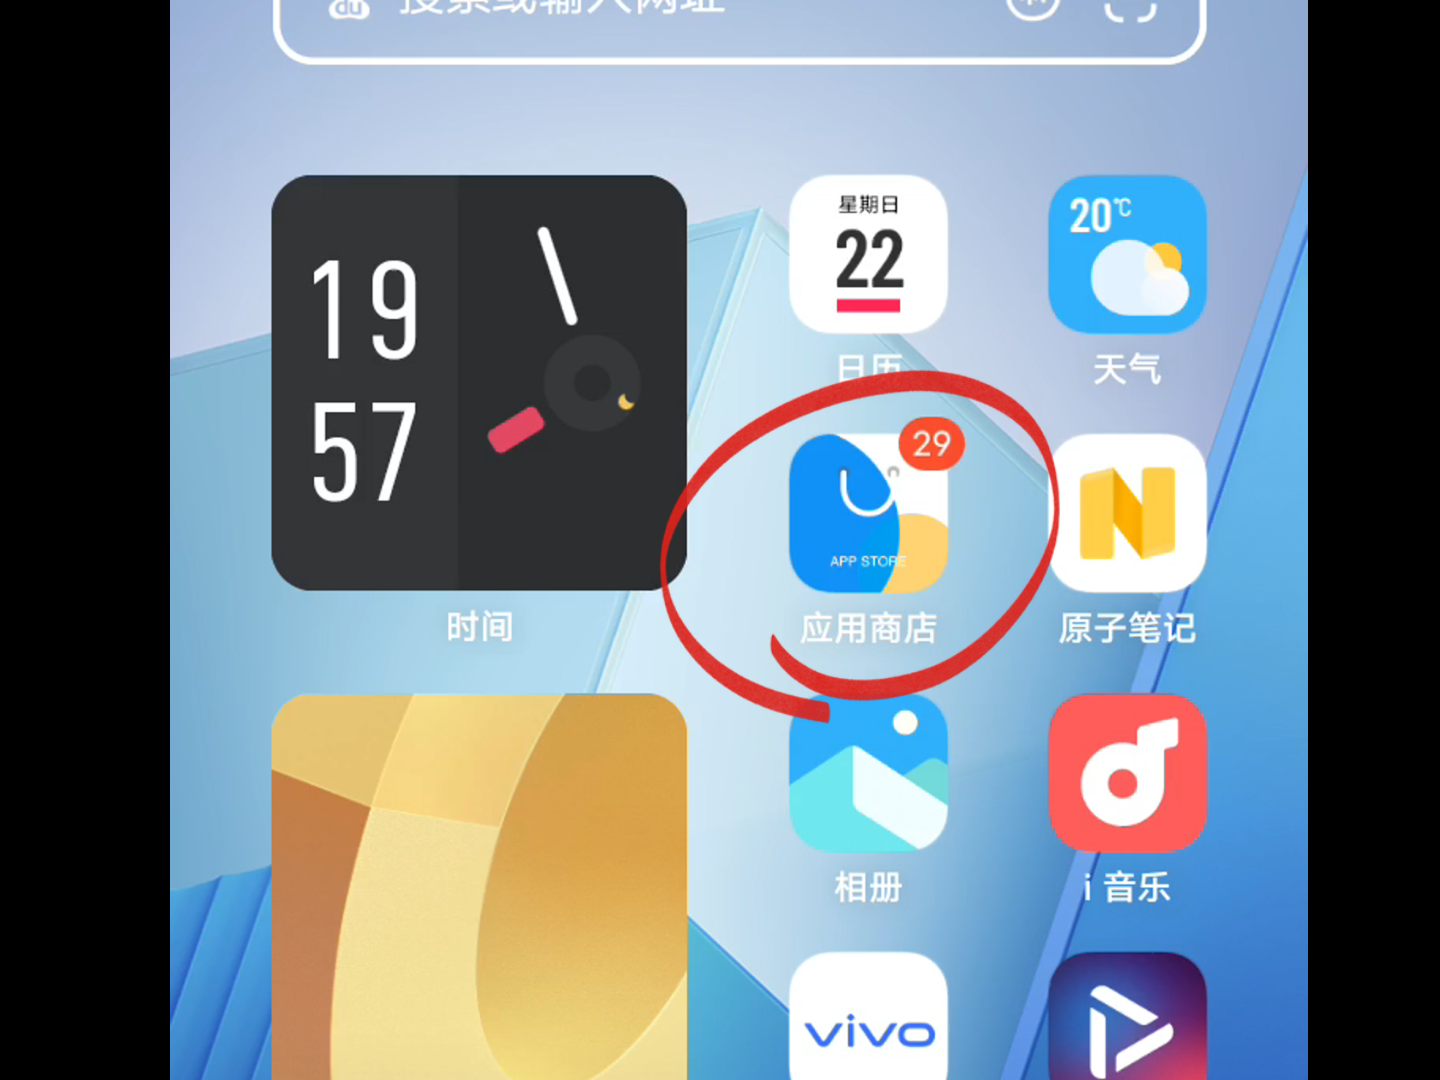 du 搜索或输入网址
19
57
时间
星期日
22
日历
20℃
天气
29
APP STORE
应用商店
N
原子笔记
相册
i 音乐
vivo